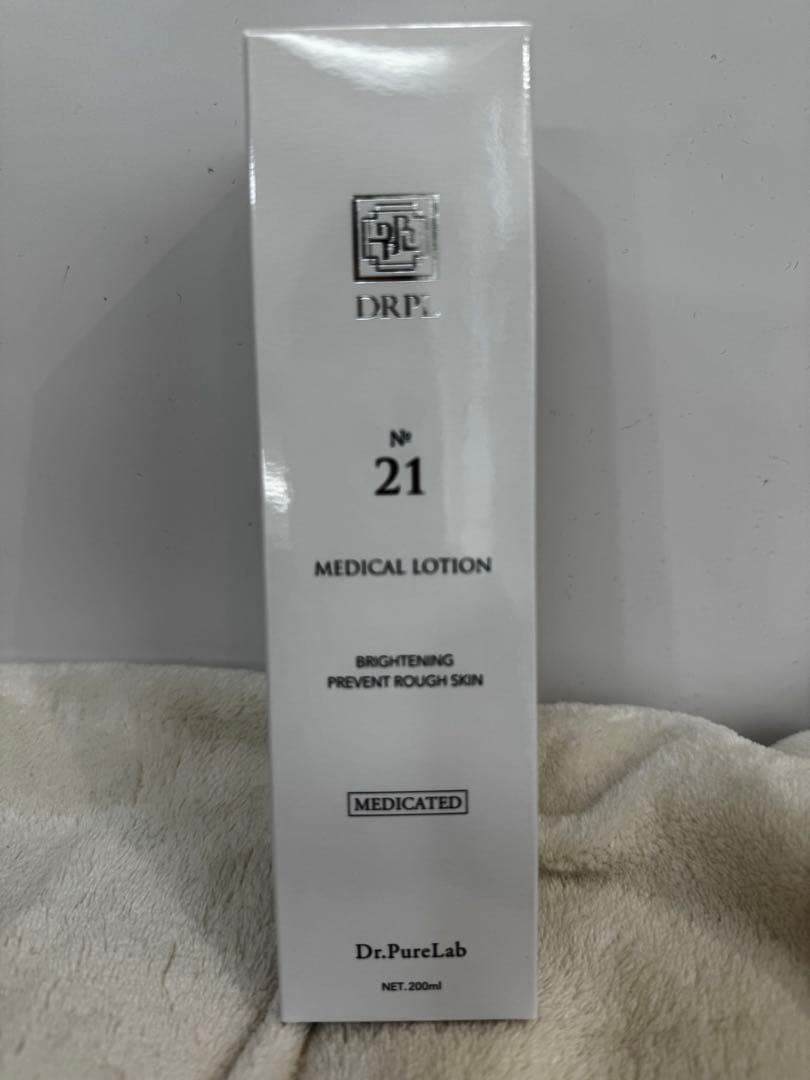 DRPL
№
21
MEDICAL LOTION
BRIGHTENING
PREVENT ROUGH SKIN
MEDICATED
Dr.PureLab
NET.200ml